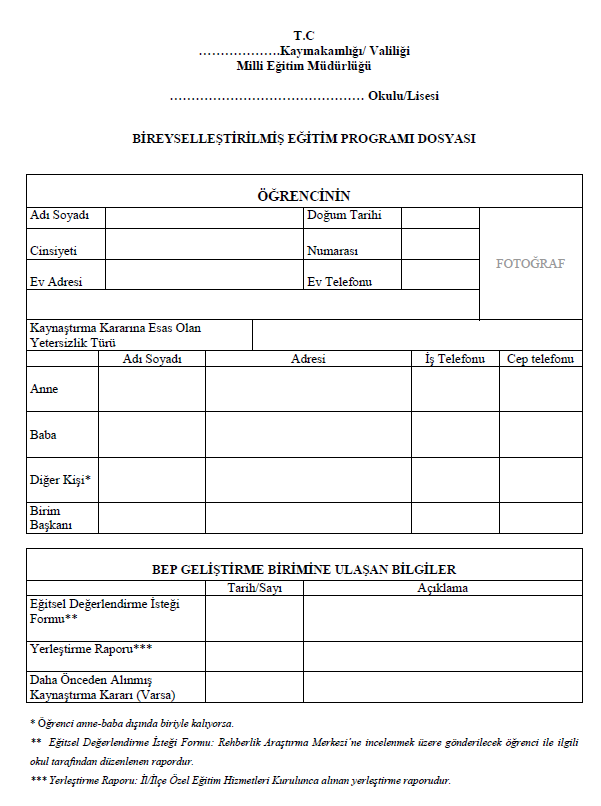 T.C
……………….Kaymakamlığı/ Valiliği
Milli Eğitim Müdürlüğü
……………………………………… Okulu/Lisesi
BİREYSELLEŞTİRİLMİŞ EĞİTİM PROGRAMI DOSYASI
ÖĞRENCİNİN
Adı Soyadı Doğum Tarihi
FOTOĞRAF
Cinsiyeti Numarası
Ev Adresi Ev Telefonu
Kaynaştırma Kararına Esas Olan
Yetersizlik Türü
Adı Soyadı Adresi İş Telefonu Cep telefonu
Anne
Baba
Diğer Kişi*
Birim
Başkanı
BEP GELİŞTİRME BİRİMİNE ULAŞAN BİLGİLER
Tarih/Sayı Açıklama
Eğitsel Değerlendirme İsteği
Formu**
Yerleştirme Raporu***
Daha Önceden Alınmış
Kaynaştırma Kararı (Varsa)
* Öğrenci anne-baba dışında biriyle kalıyorsa.
** Eğitsel Değerlendirme İsteği Formu: Rehberlik Araştırma Merkezi’ne incelenmek üzere gönderilecek öğrenci ile ilgili
okul tarafından düzenlenen rapordur.
*** Yerleştirme Raporu: İl/İlçe Özel Eğitim Hizmetleri Kurulunca alınan yerleştirme raporudur.